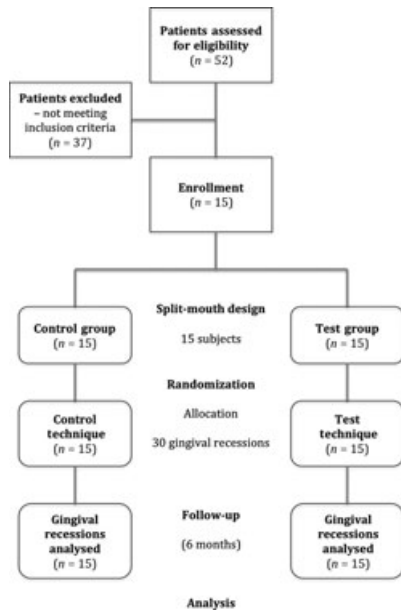 Patients assessed
for eligibility
(n = 52)
Patients excluded
– not meeting
inclusion criteria
(n = 37)
Enrollment
(n = 15)
Control group
(n = 15)
Split-mouth design
15 subjects
Test group
(n = 15)
Randomization
Allocation
30 gingival recessions
Control
technique
(n = 15)
Test
technique
(n = 15)
Gingival
recessions
analysed
(n = 15)
Follow-up
(6 months)
Gingival
recessions
analysed
(n = 15)
Analysis